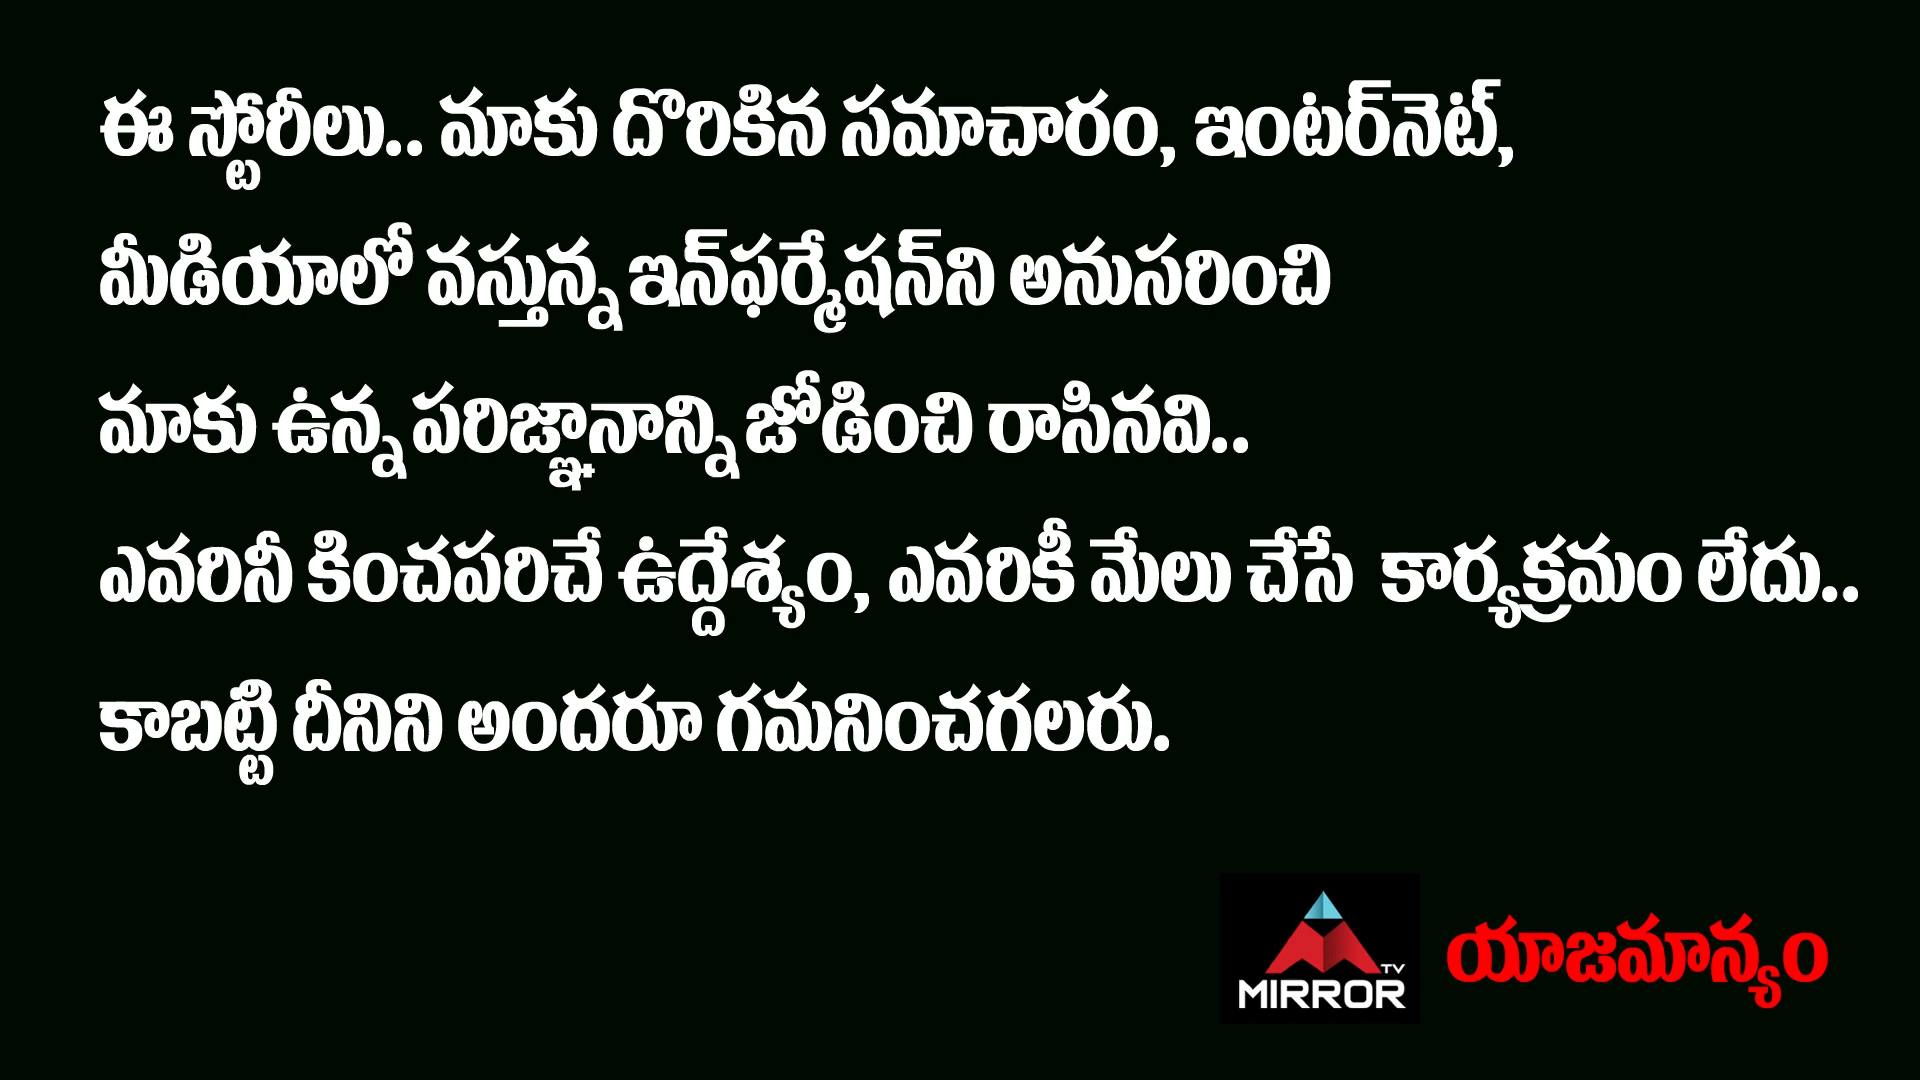 ఈ స్టోరీలు.. మాకు దొరికిన సమాచారం, ఇంటర్‌నెట్,
మీడియాలో వస్తున్న ఇన్‌ఫర్మేషన్‌ని అనుసరించి
మాకు ఉన్న పరిజ్ఞానాన్ని జోడించి రాసినవి..
ఎవరినీ కించపరిచే ఉద్దేశ్యం, ఎవరికీ మేలు చేసే కార్యక్రమం లేదు..
కాబట్టి దీనిని అందరూ గమనించగలరు.
TV
MIRROR
యాజమాన్యం